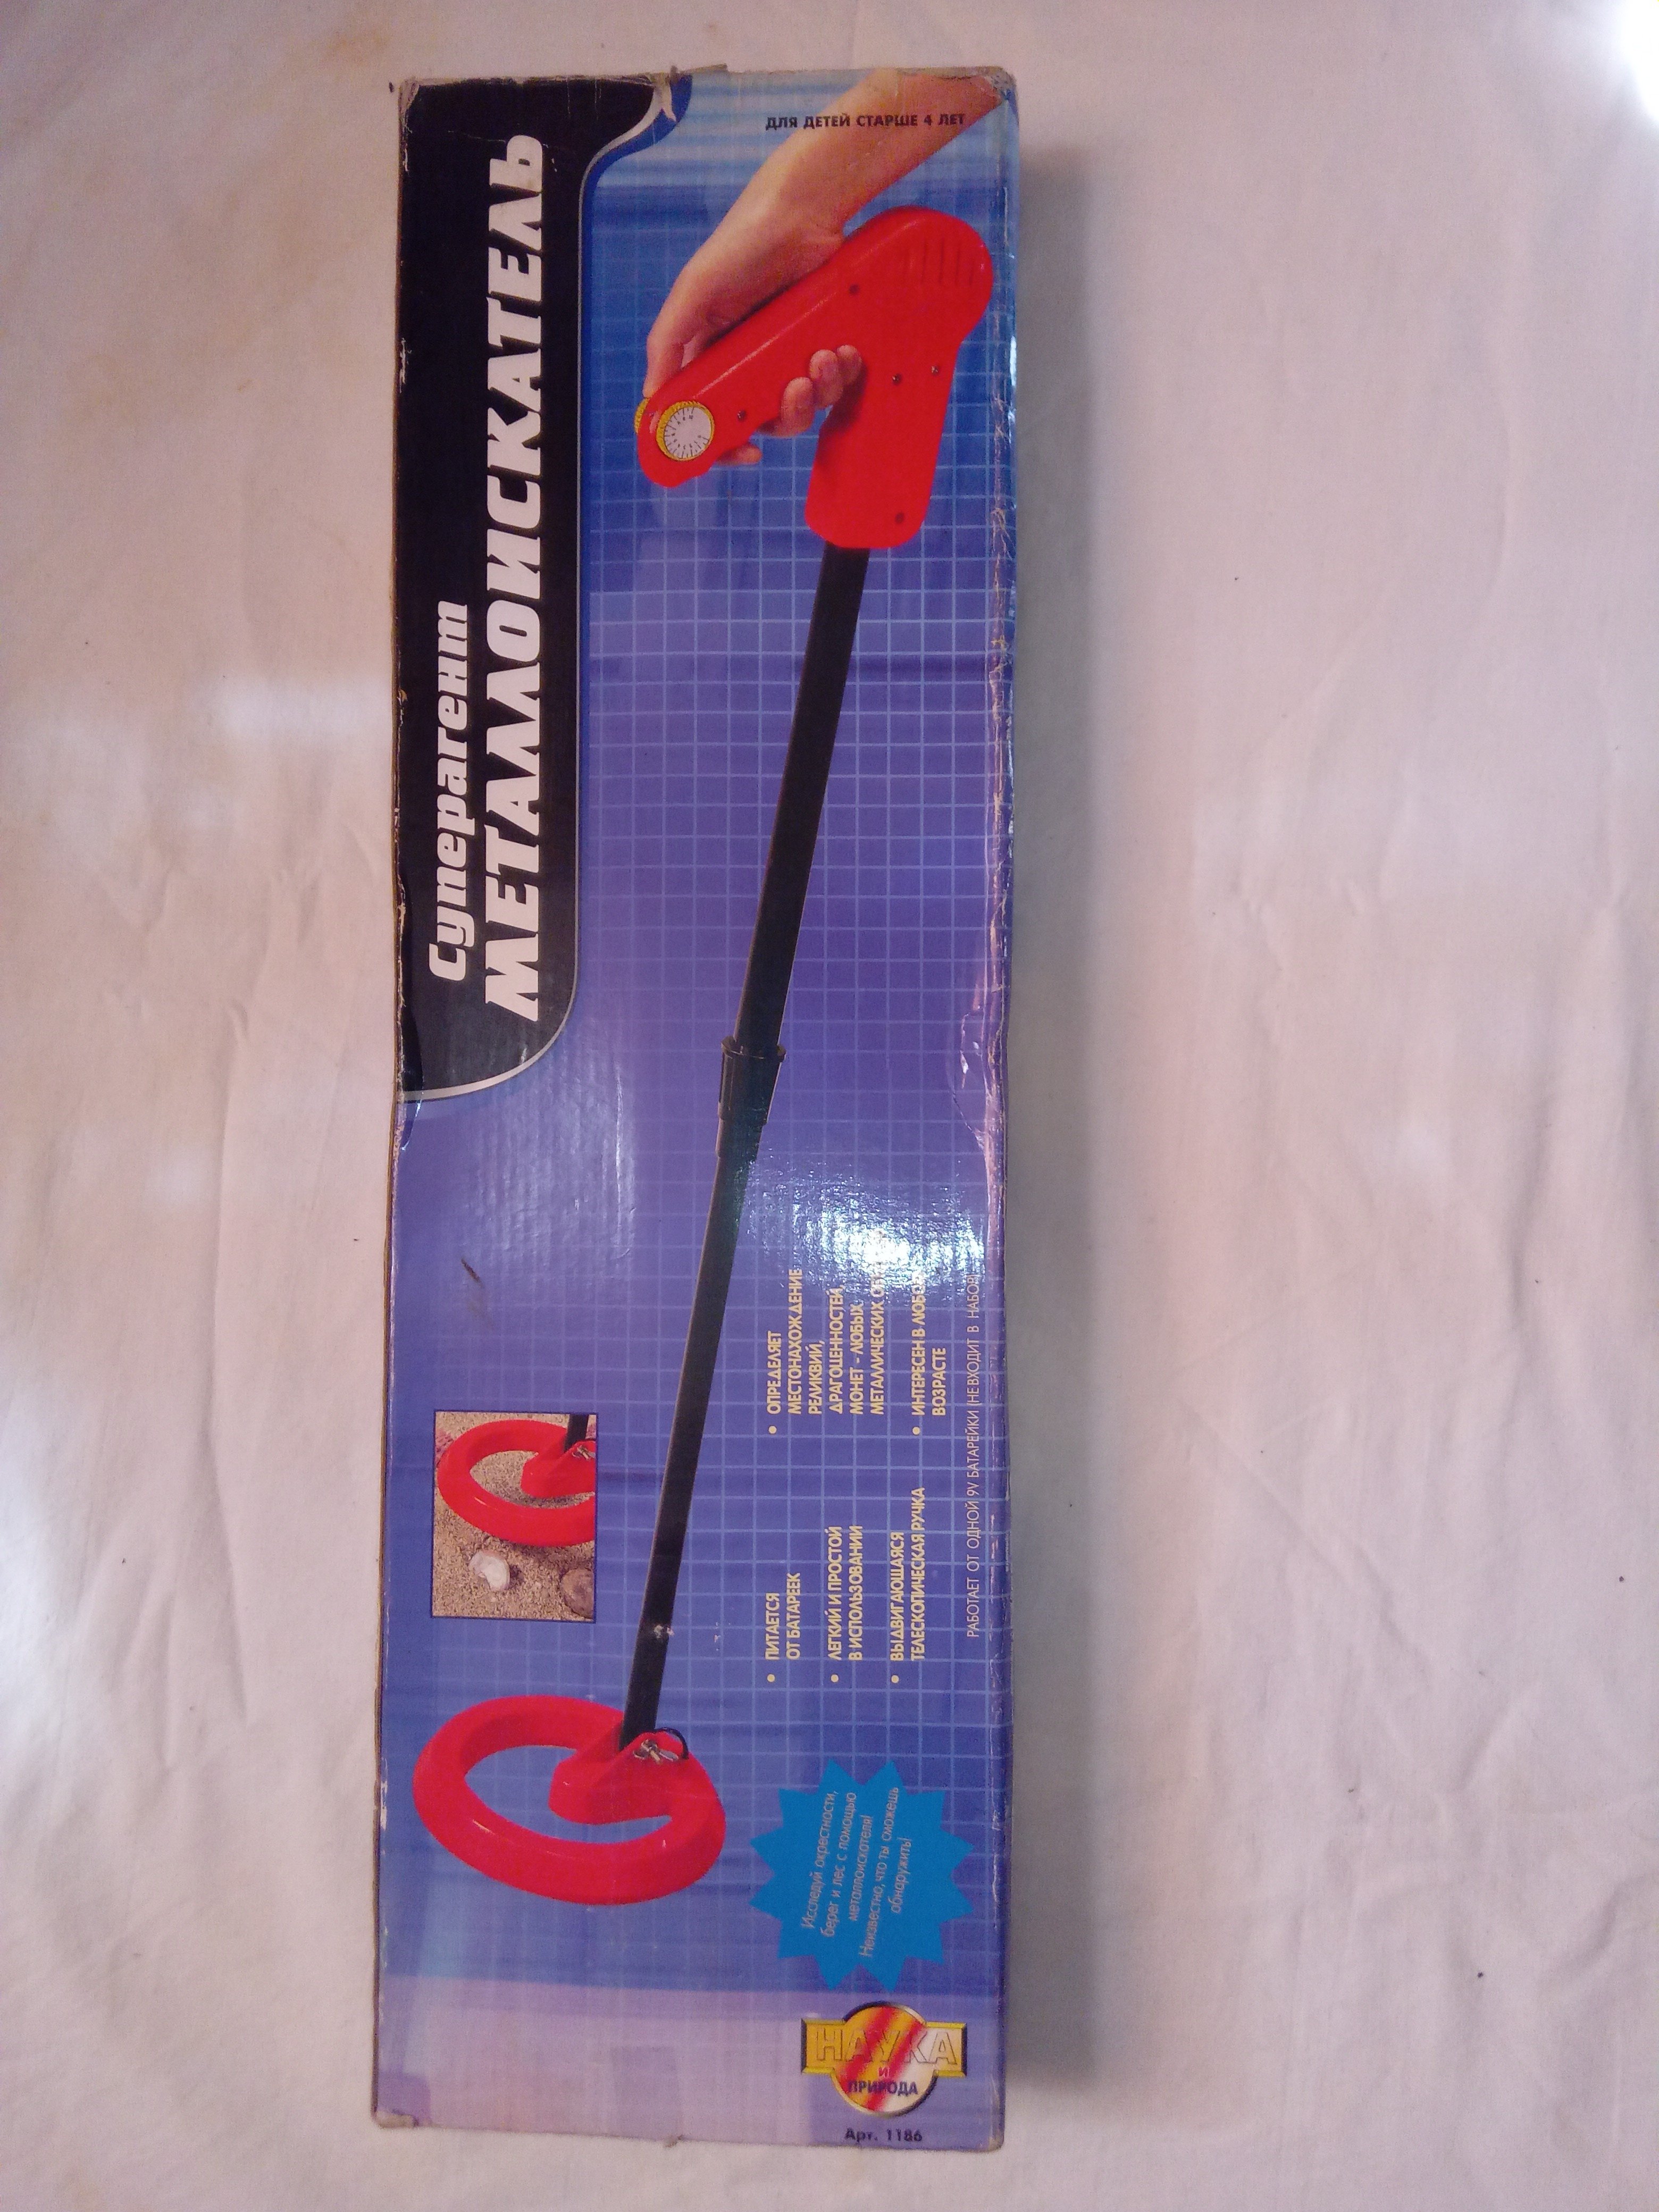 Суперагент
МЕТАЛЛОИСКАТЕЛЬ
ДЛЯ ДЕТЕЙ СТАРШЕ 4 ЛЕТ
• ПИТАЕТСЯ
ОТ БАТАРЕЕК
• ЛЕГКИЙ И ПРОСТОЙ
В ИСПОЛЬЗОВАНИИ
• ВЫДВИГАЮЩАЯСЯ
ТЕЛЕСКОПИЧЕСКАЯ РУЧКА
• ОПРЕДЕЛЯЕТ
МЕСТОНАХОЖДЕНИЕ
РЕЛИКВИЙ,
ДРАГОЦЕННОСТЕЙ,
МОНЕТ - ЛЮБЫХ
МЕТАЛЛИЧЕСКИХ
• ИНТЕРЕСЕН В ЛЮБОМ
ВОЗРАСТЕ
РАБОТАЕТ ОТ ОДНОЙ 9V БАТАРЕЙКИ (НЕ ВХОДИТ В НАБОР)
Исследуй окрестности,
берег и лес с помощью
металлоискателя!
Неизвестно, что ты сможешь
обнаружить!
НАУКА
И
ПРИРОДА
Арт. 1186